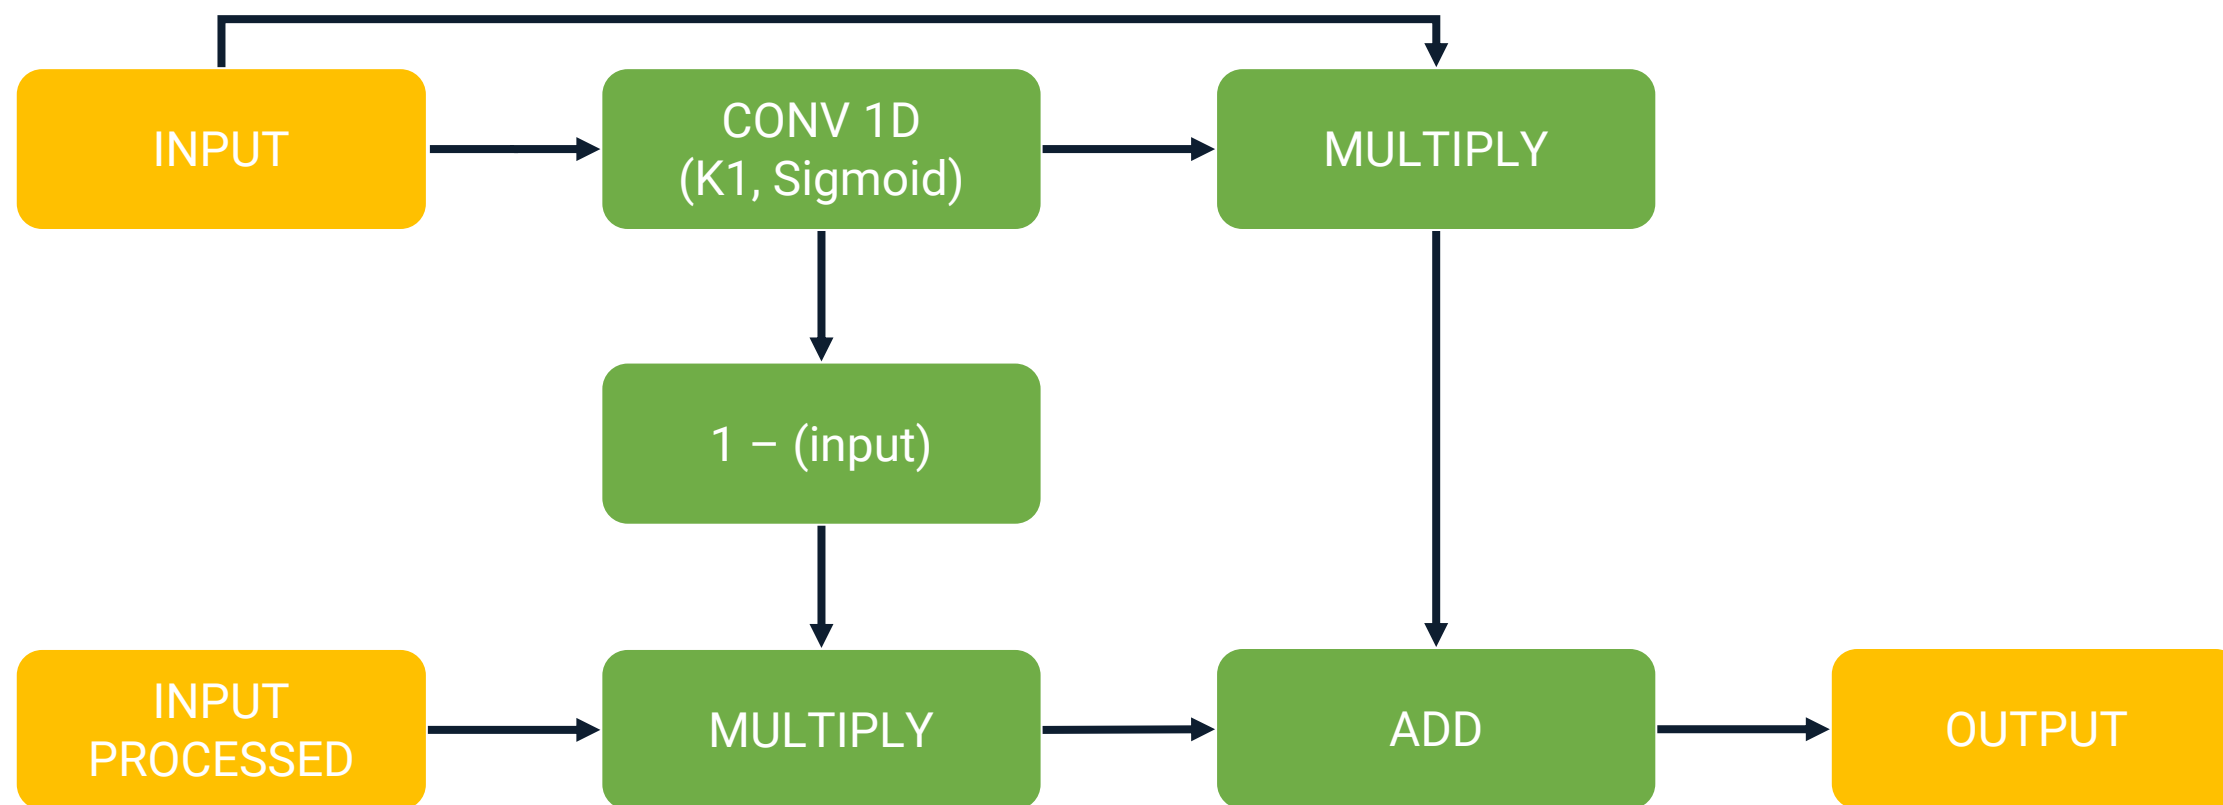 INPUT
CONV 1D
(K1, Sigmoid)
MULTIPLY
1 – (input)
INPUT
PROCESSED
MULTIPLY
ADD
OUTPUT